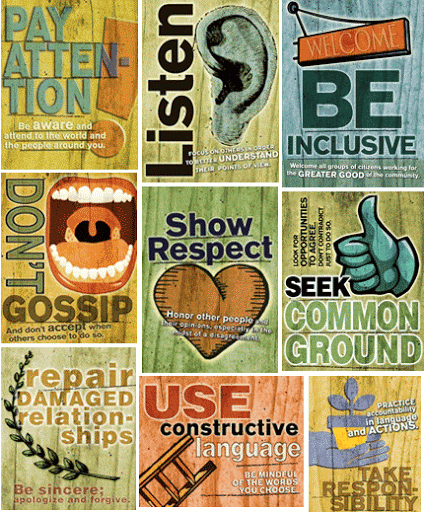 PAY
ATTEN-
TION
Be aware and
attend to the world and
the people around you.
Listen
FOCUS ON OTHERS IN ORDER
TO BETTER UNDERSTAND
THEIR POINTS OF VIEW.
WELCOME
BE
INCLUSIVE
Welcome all groups of citizens working for
the GREATER GOOD of the community.
DON'T
GOSSIP
And don't accept when
others choose to do so.
Show
Respect
Honor other people and
their opinions, especially in the
midst of a disagreement.
LOOK FOR
OPPORTUNITIES
TO AGREE.
DON'T CONTRADICT
JUST TO DO SO.
SEEK
COMMON
GROUND
repair
DAMAGED
relation-
ships
Be sincere;
apologize and forgive.
USE
constructive
language
BE MINDFUL
OF THE WORDS
YOU CHOOSE.
PRACTICE
accountability
in language
and ACTIONS.
TAKE
RESPON-
SIBILITY